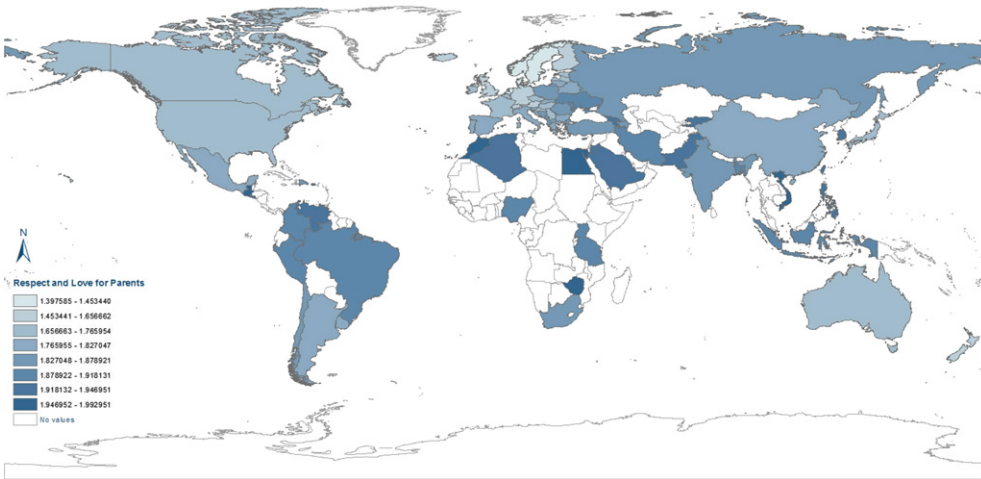 N
Respect and Love for Parents
1.397585 - 1.453440
1.453441 - 1.656662
1.656663 - 1.765954
1.765955 - 1.827047
1.827048 - 1.878921
1.878922 - 1.918131
1.918132 - 1.946951
1.946952 - 1.992951
No values